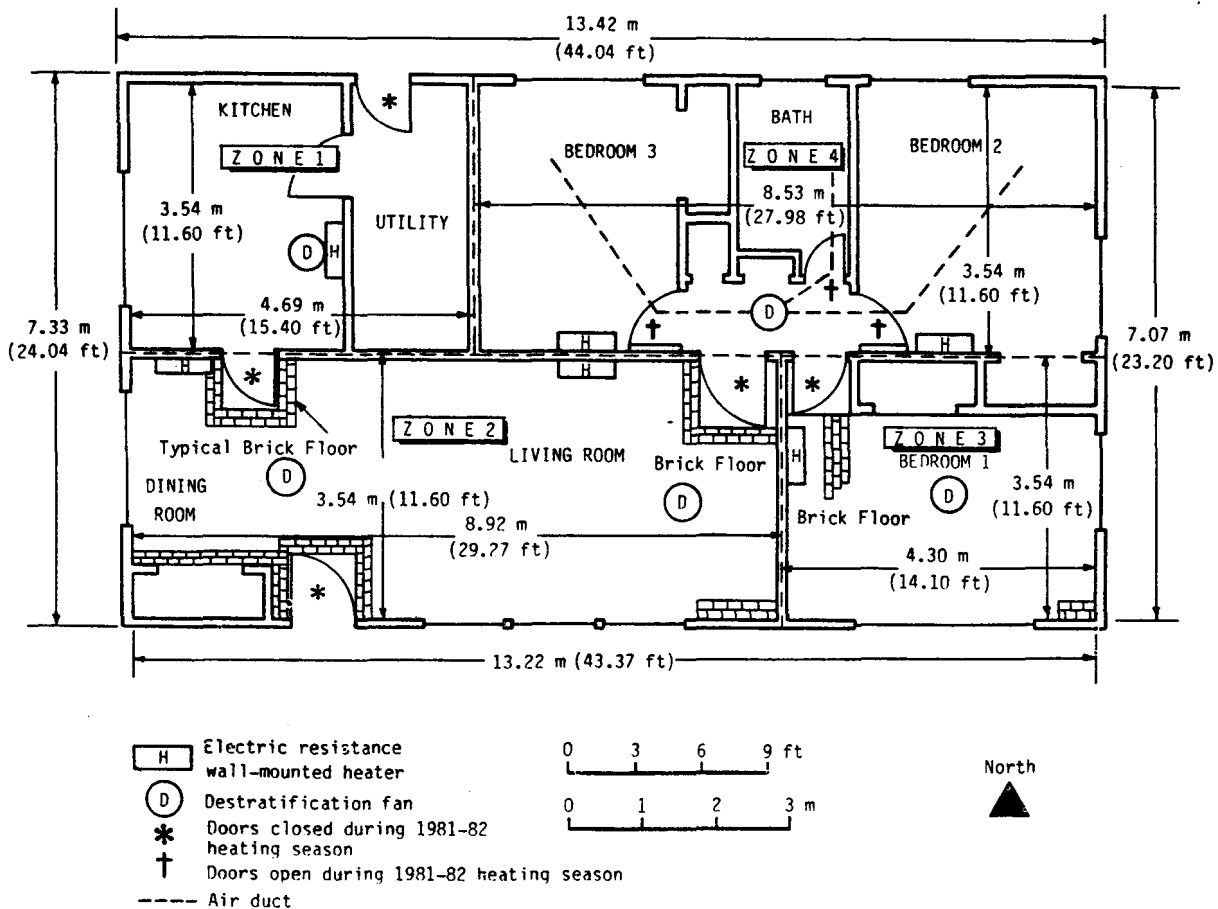 13.42 m
(44.04 ft)
KITCHEN
*
BATH
ZONE 1
BEDROOM 3
ZONE 4
BEDROOM 2
8.53 m
(27.98 ft)
3.54 m
(11.60 ft)
UTILITY
D
H
3.54 m
(11.60 ft)
4.69 m
(15.40 ft)
†
D
†
†
7.33 m
(24.04 ft)
7.07 m
(23.20 ft)
H
H
H
H
*
*
*
Typical Brick Floor
ZONE 2
LIVING ROOM
Brick Floor
H
ZONE 3
BEDROOM 1
D
DINING
ROOM
3.54 m (11.60 ft)
D
D
3.54 m
(11.60 ft)
Brick Floor
8.92 m
(29.27 ft)
4.30 m
(14.10 ft)
*
13.22 m (43.37 ft)
H Electric resistance
wall-mounted heater
D Destratification fan
* Doors closed during 1981-82
heating season
† Doors open during 1981-82 heating season
---- Air duct
0 3 6 9 ft
0 1 2 3 m
North